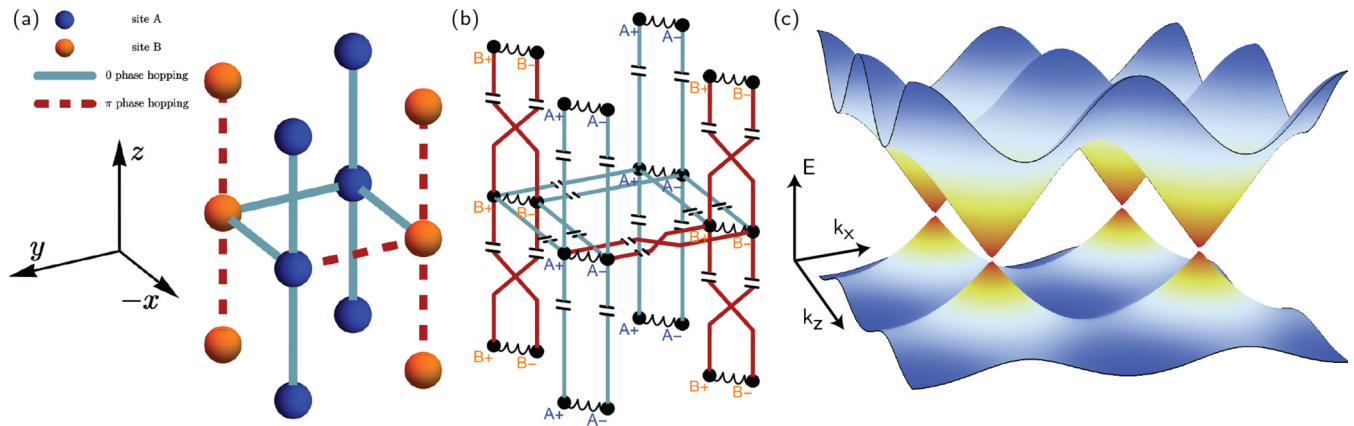 (a)
site A
site B
0 phase hopping
π phase hopping
z
y
−x
(b)
A+ A−
B+ B−
B+ B−
A+ A−
A+ A−
B+ B−
B+ B−
A+ A−
A+ A−
B+ B−
B+ B−
A+ A−
(c)
E
kx
kz